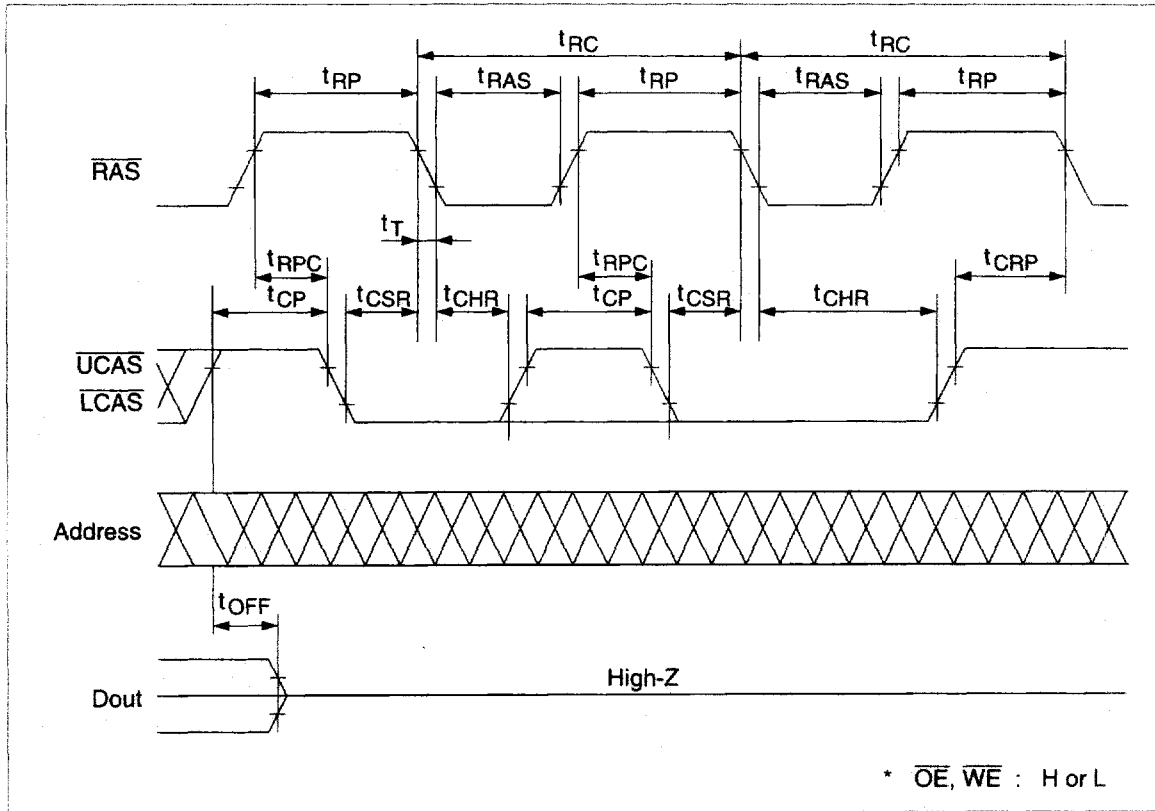 tRC tRC
tRP tRAS tRP tRAS tRP
RAS
tT
tRPC tRPC tCRP
tCP tCSR tCHR tCP tCSR tCHR
UCAS
LCAS
Address
tOFF
High-Z
Dout
* OE, WE : H or L